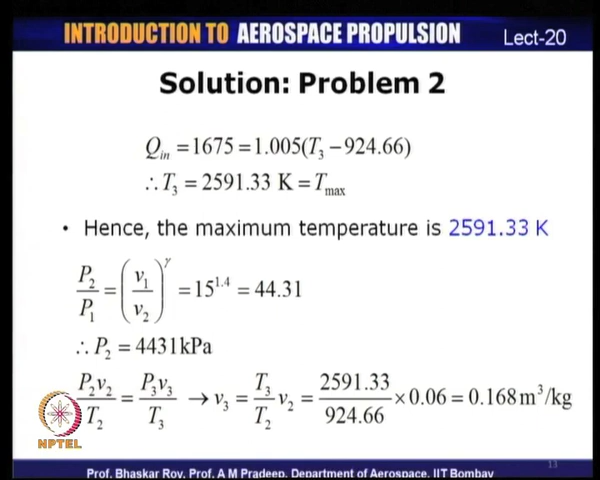 INTRODUCTION TO AEROSPACE PROPULSION Lect-20
Solution: Problem 2
Q_in = 1675 = 1.005(T_3 − 924.66)
∴ T_3 = 2591.33 K = T_max
• Hence, the maximum temperature is 2591.33 K
P_2/P_1 = (v_1/v_2)^γ = 15^1.4 = 44.31
∴ P_2 = 4431 kPa
P_2v_2/T_2 = P_3v_3/T_3 → v_3 = T_3/T_2 v_2 = 2591.33/924.66 × 0.06 = 0.168 m^3/kg
NPTEL
13
Prof. Bhaskar Roy, Prof. A M Pradeep, Department of Aerospace, IIT Bombay